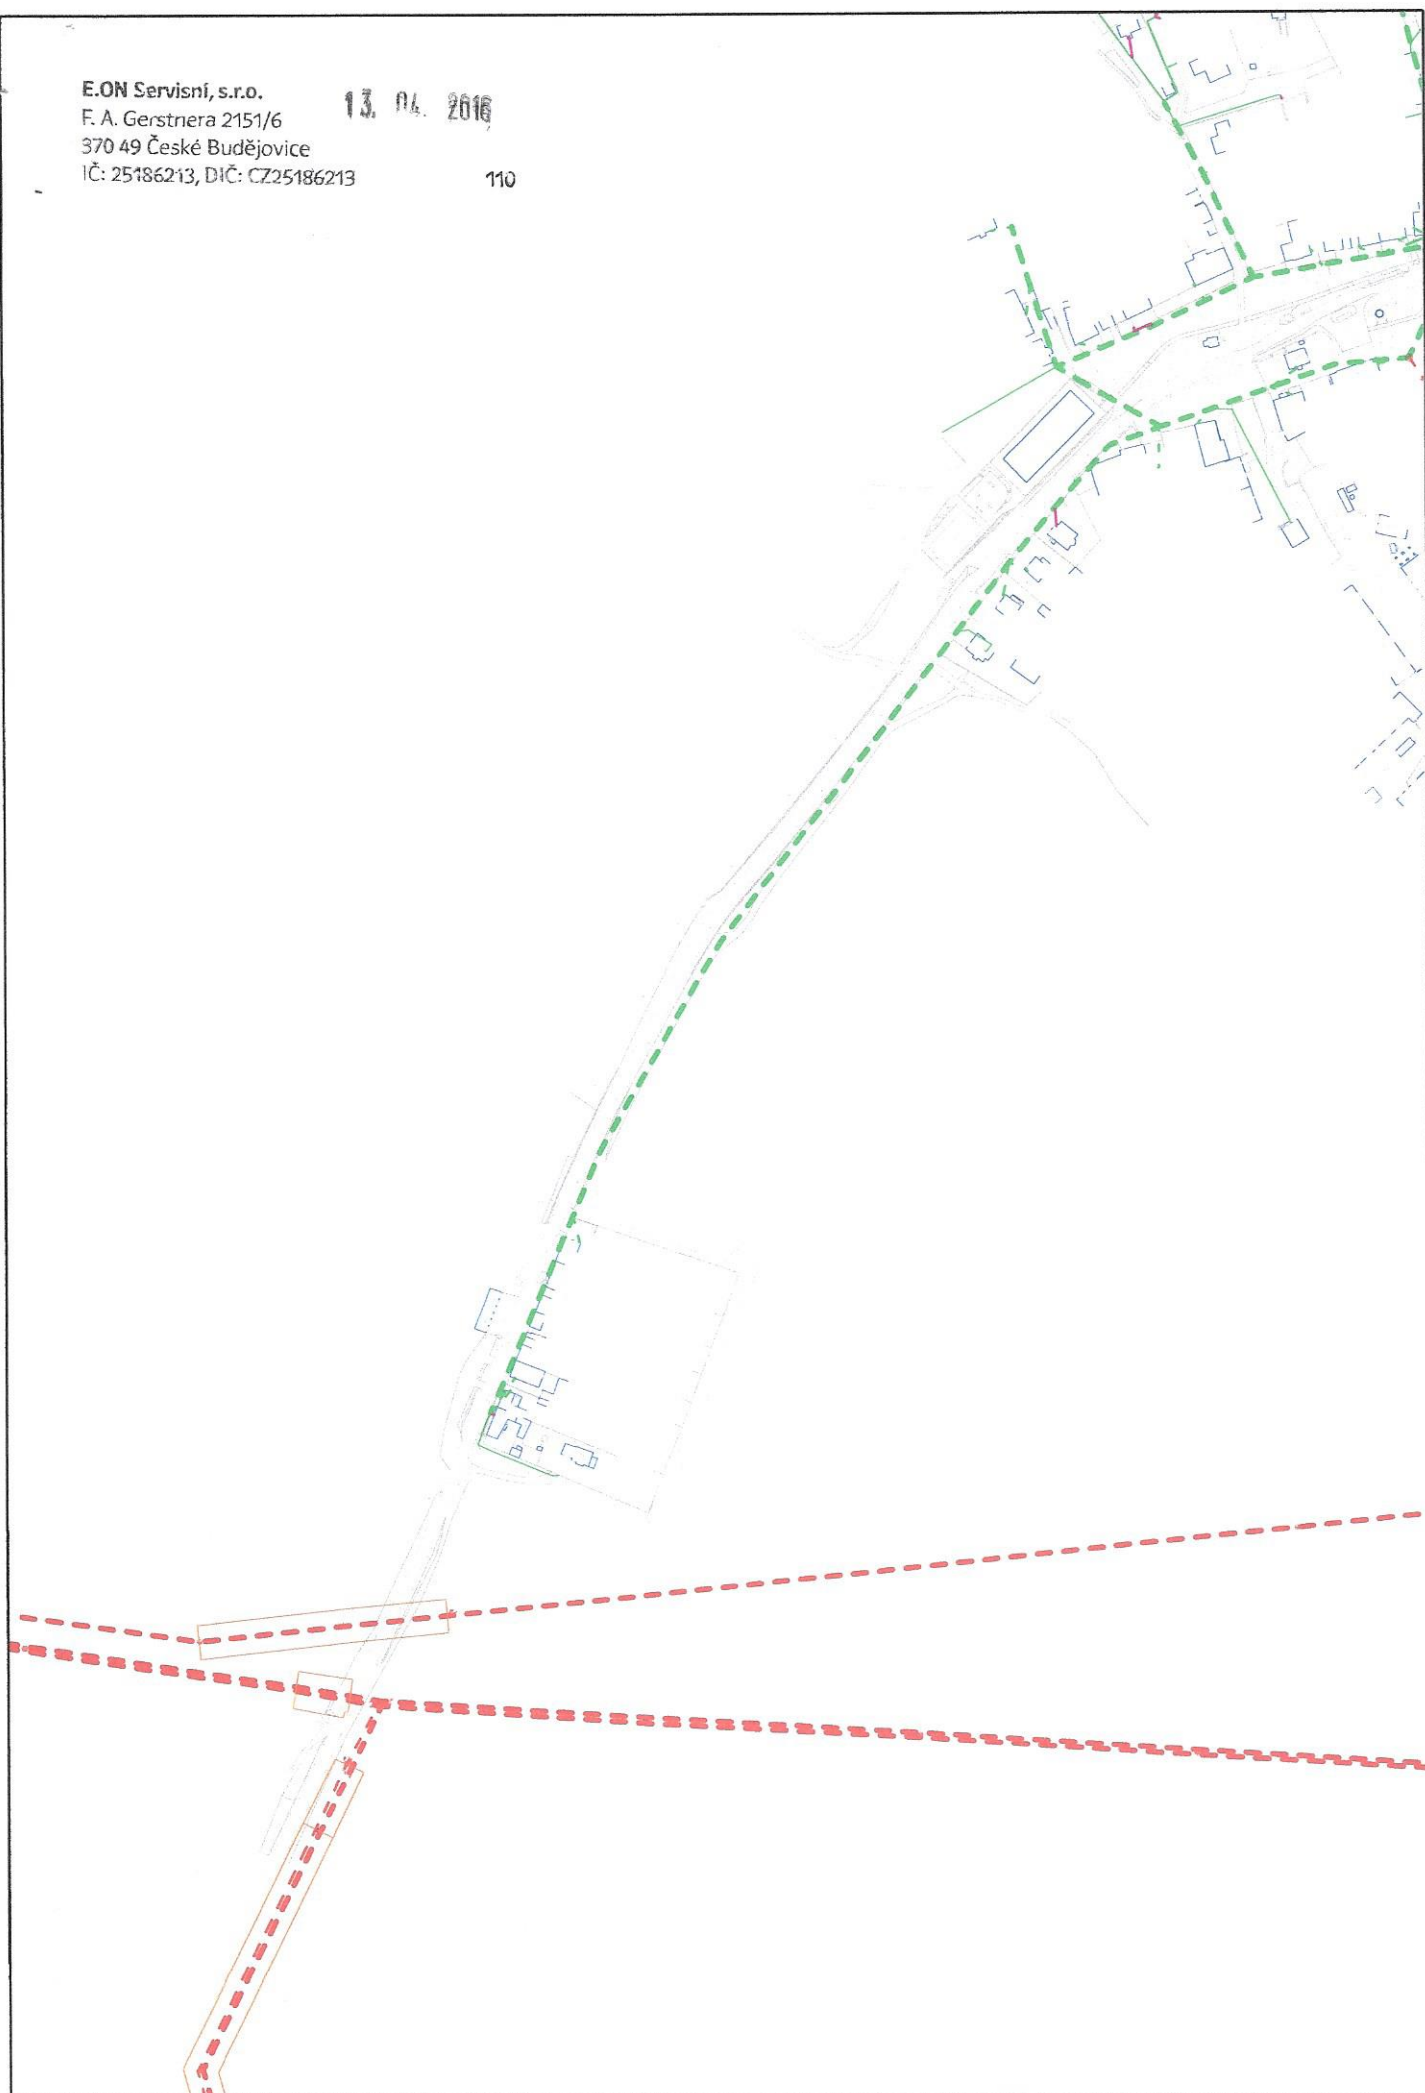 E.ON Servisní, s.r.o.
13. 04. 2016
F. A. Gerstnera 2151/6
370 49 České Budějovice
IČ: 25186213, DIČ: CZ25186213
110